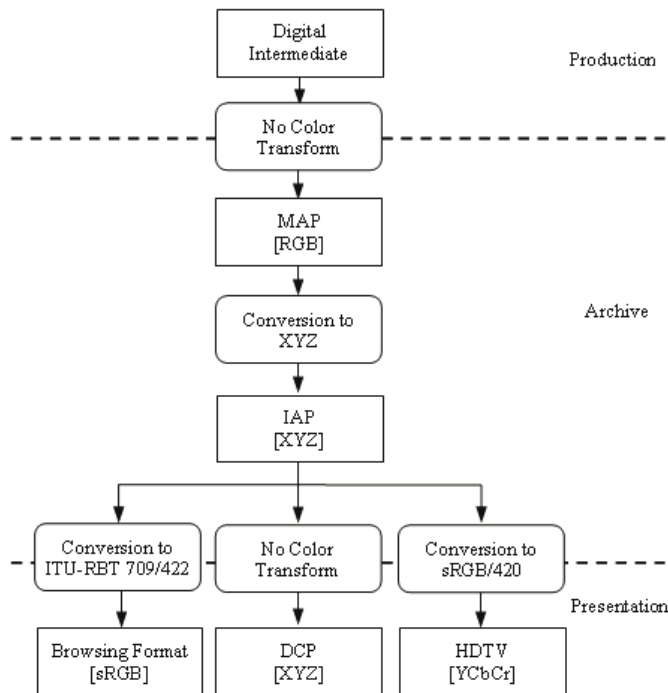 Digital
Intermediate
Production
No Color
Transform
MAP
[RGB]
Conversion to
XYZ
Archive
IAP
[XYZ]
Conversion to
ITU-RBT 709/422
No Color
Transform
Conversion to
sRGB/420
Presentation
Browsing Format
[sRGB]
DCP
[XYZ]
HDTV
[YCbCr]